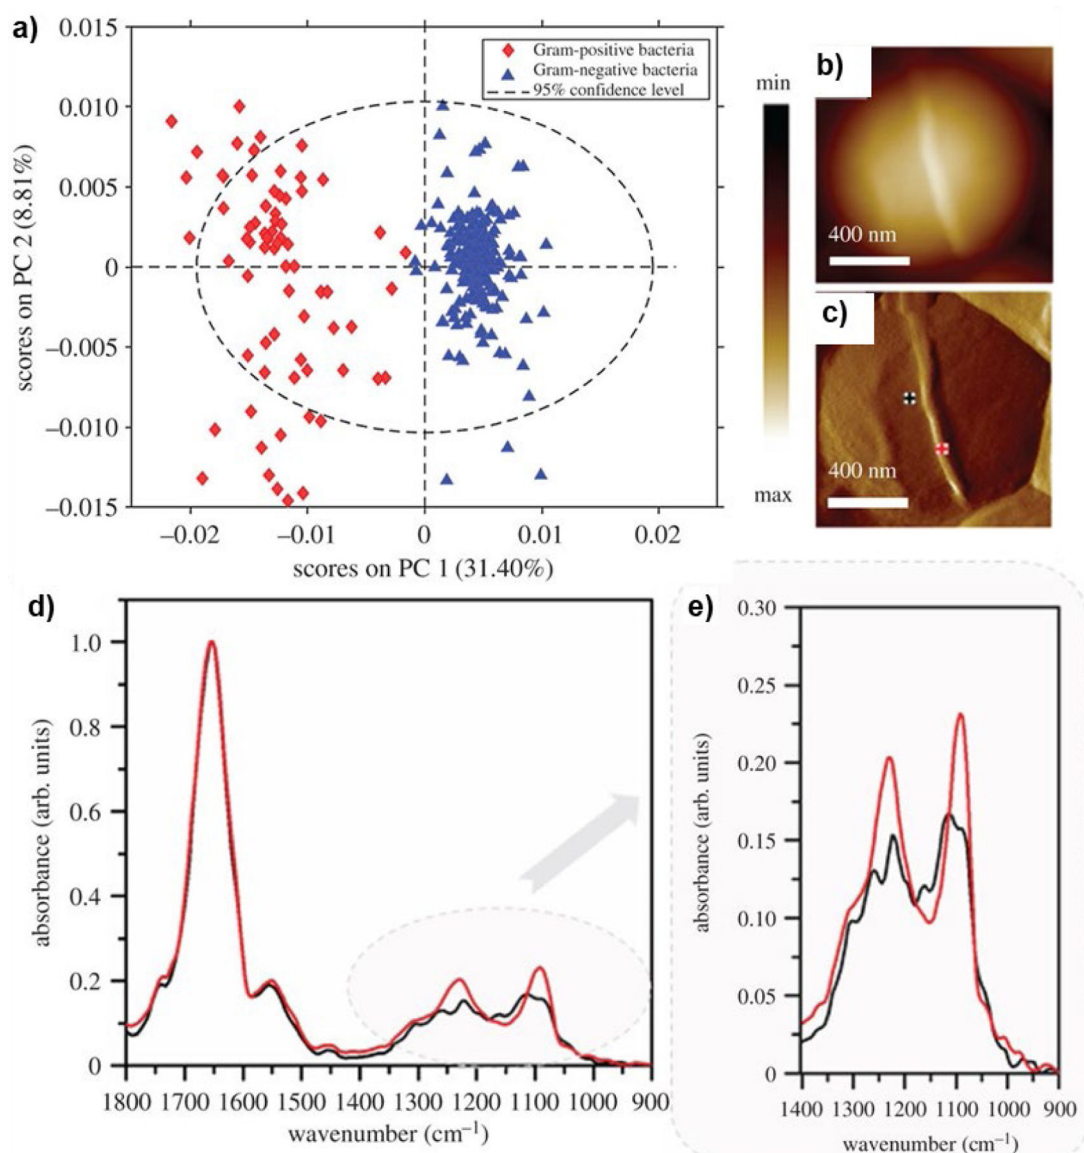 a)
0.015
0.010
0.005
0
−0.005
−0.010
−0.015
scores on PC 2 (8.81%)
Gram-positive bacteria
Gram-negative bacteria
95% confidence level
−0.02
−0.01
0
0.01
0.02
scores on PC 1 (31.40%)
min
max
b)
400 nm
c)
400 nm
d)
1.0
0.8
0.6
0.4
0.2
0
absorbance (arb. units)
1800 1700 1600 1500 1400 1300 1200 1100 1000 900
wavenumber (cm−1)
e)
0.30
0.25
0.20
0.15
0.10
0.05
0
absorbance (arb. units)
1400 1300 1200 1100 1000 900
wavenumber (cm−1)